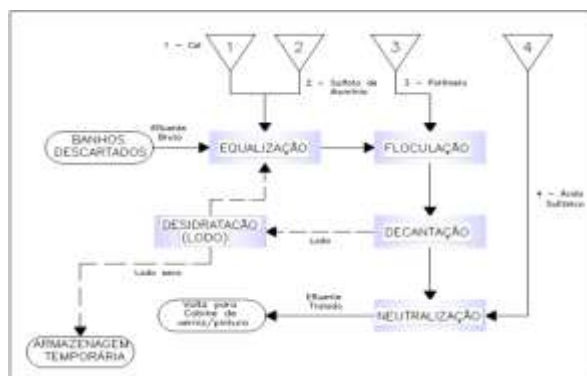 1 - Cal
1
2
3
4
2 - Sulfato de
Alumínio
3 - Polímero
Efluente
Bruto
BANHOS
DESCARTADOS
EQUALIZAÇÃO
FLOCULAÇÃO
4 - Ácido
Sulfúrico
DESIDRATAÇÃO
(LODO)
Lodo
DECANTAÇÃO
Lodo seco
Efluente
Tratado
Volta para
Cabine de
verniz/pintura
NEUTRALIZAÇÃO
ARMAZENAGEM
TEMPORÁRIA